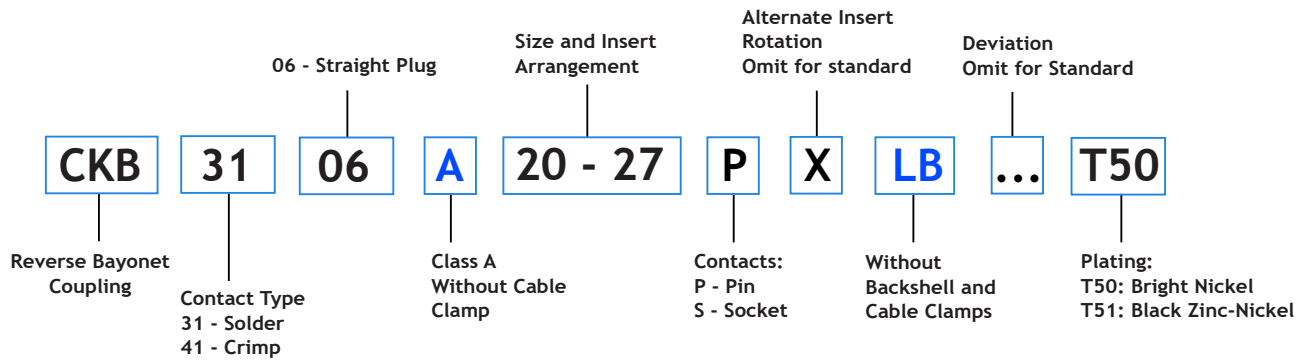 Alternate Insert
Rotation
Omit for standard
Size and Insert
Arrangement
Deviation
Omit for Standard
06 - Straight Plug
CKB 31 06 A 20 - 27 P X LB ... T50
Reverse Bayonet
Coupling
Contact Type
31 - Solder
41 - Crimp
Class A
Without Cable
Clamp
Contacts:
P - Pin
S - Socket
Without
Backshell and
Cable Clamps
Plating:
T50: Bright Nickel
T51: Black Zinc-Nickel